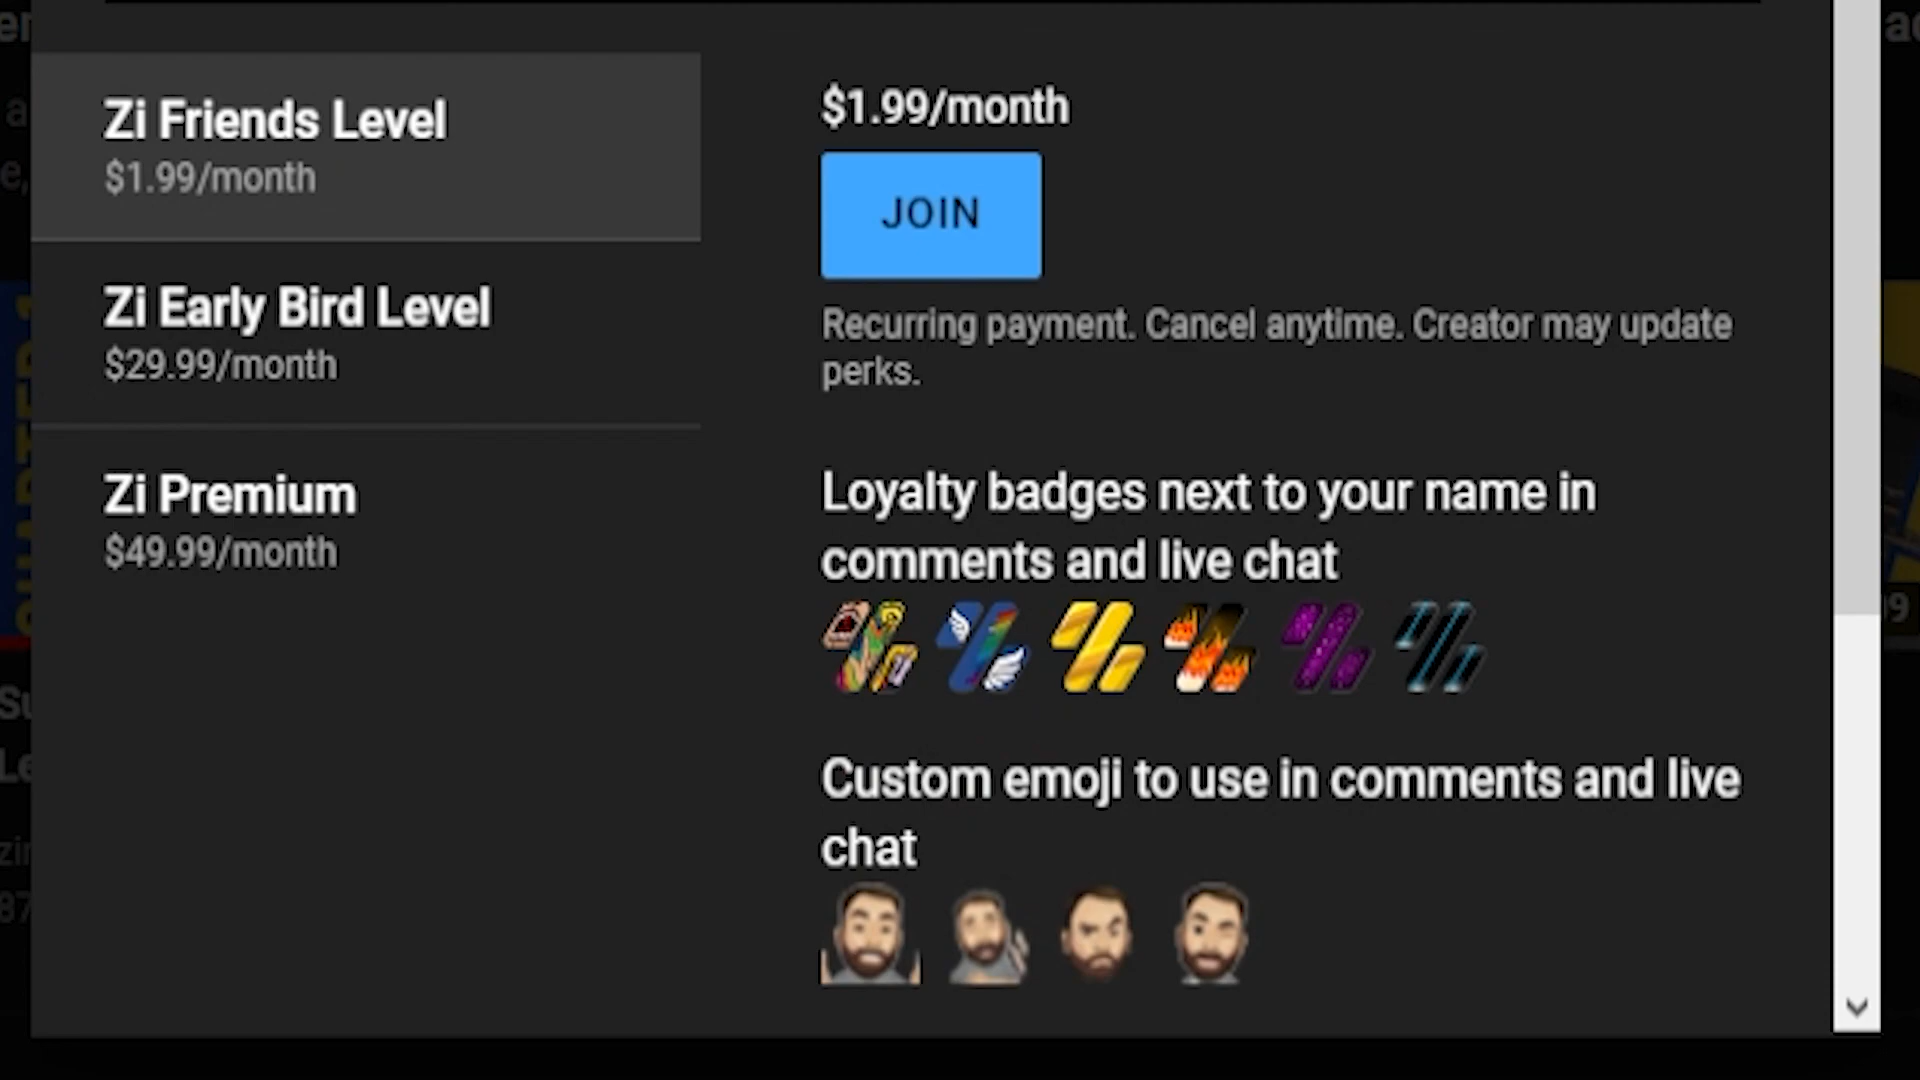 Zi Friends Level
$1.99/month
Zi Early Bird Level
$29.99/month
Zi Premium
$49.99/month
$1.99/month
JOIN
Recurring payment. Cancel anytime. Creator may update
perks.
Loyalty badges next to your name in
comments and live chat
Custom emoji to use in comments and live
chat